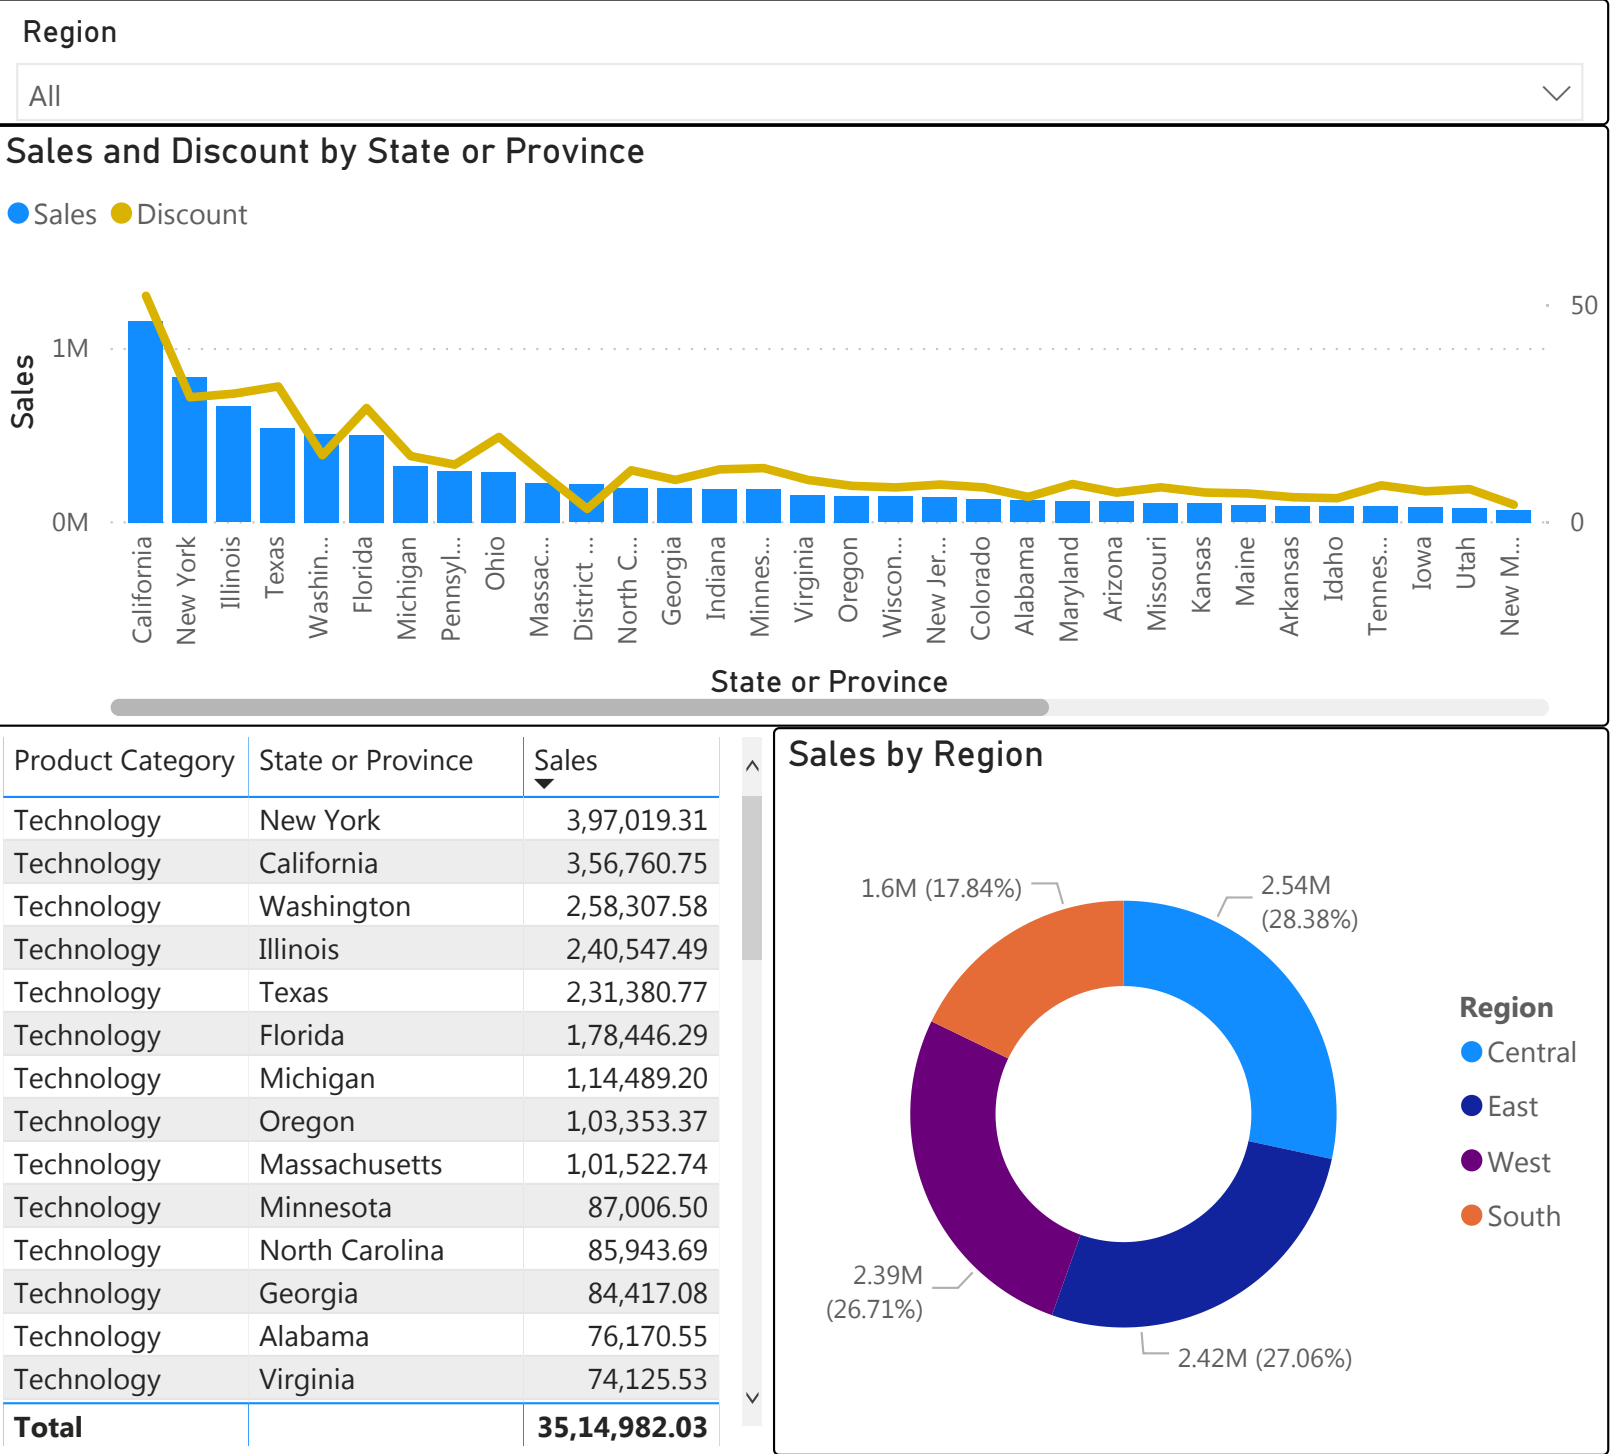 Region
All
Sales and Discount by State or Province
Sales Discount
Sales
1M
0M
50
0
California
New York
Illinois
Texas
Washin...
Florida
Michigan
Pennsyl...
Ohio
Massac...
District ...
North C...
Georgia
Indiana
Minnes...
Virginia
Oregon
Wiscon...
New Jer...
Colorado
Alabama
Maryland
Arizona
Missouri
Kansas
Maine
Arkansas
Idaho
Tennes...
Iowa
Utah
New M...
State or Province
Product Category State or Province Sales
Technology New York 3,97,019.31
Technology California 3,56,760.75
Technology Washington 2,58,307.58
Technology Illinois 2,40,547.49
Technology Texas 2,31,380.77
Technology Florida 1,78,446.29
Technology Michigan 1,14,489.20
Technology Oregon 1,03,353.37
Technology Massachusetts 1,01,522.74
Technology Minnesota 87,006.50
Technology North Carolina 85,943.69
Technology Georgia 84,417.08
Technology Alabama 76,170.55
Technology Virginia 74,125.53
Total 35,14,982.03
Sales by Region
1.6M (17.84%)
2.54M
(28.38%)
2.39M
(26.71%)
2.42M (27.06%)
Region
Central
East
West
South